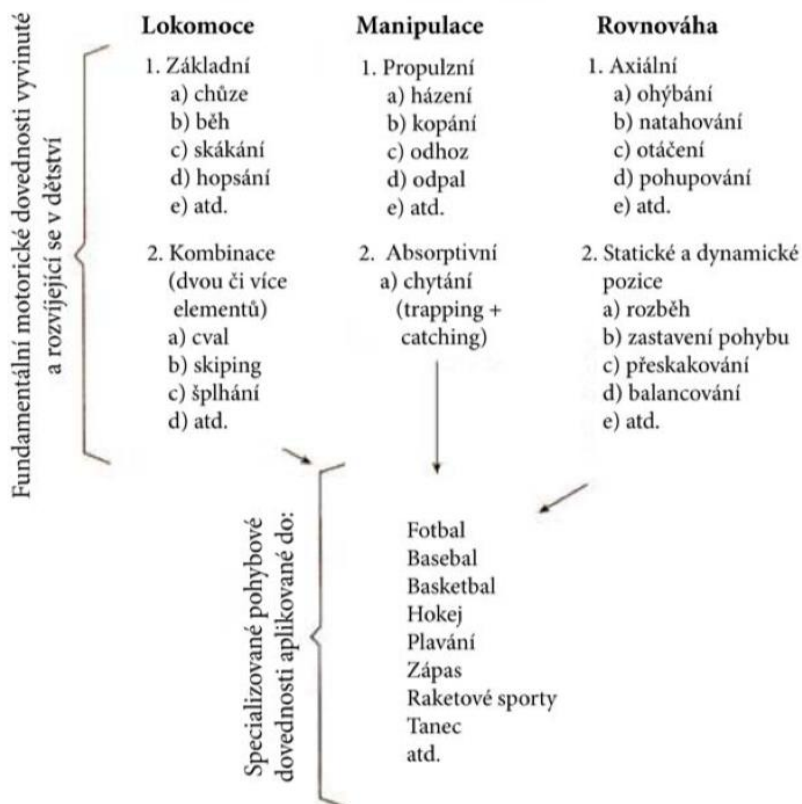 Fundamentální motorické dovednosti vyvinuté
a rozvíjející se v dětství
Lokomoce
1. Základní
a) chůze
b) běh
c) skákání
d) hopsání
e) atd.
2. Kombinace
(dvou či více
elementů)
a) cval
b) skiping
c) šplhání
d) atd.
Manipulace
1. Propulzní
a) házení
b) kopání
c) odhoz
d) odpal
e) atd.
2. Absorptivní
a) chytání
(trapping +
catching)
Rovnováha
1. Axiální
a) ohýbání
b) natahování
c) otáčení
d) pohupování
e) atd.
2. Statické a dynamické
pozice
a) rozběh
b) zastavení pohybu
c) přeskakování
d) balancování
e) atd.
Specializované pohybové
dovednosti aplikované do:
Fotbal
Basebal
Basketbal
Hokej
Plavání
Zápas
Raketové sporty
Tanec
atd.